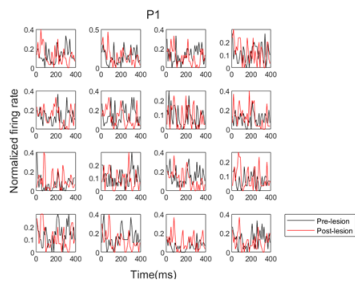 P1
0.4 0.5 0.4 0.2
0.2 0.2 0.1
0 0 0 0
0 200 400 0 200 400 0 200 400 0 200 400
0.4 0.4 0.2 0.4
0.2 0.2 0.1 0.2
0 0 0 0
0 200 400 0 200 400 0 200 400 0 200 400
0.4 0.2 0.4 0.4
0.2 0.1 0.2 0.2
0 0 0 0
0 200 400 0 200 400 0 200 400 0 200 400
0.2 0.4 0.4 0.4
0.1 0.2 0.2 0.2
0 0 0 0
0 200 400 0 200 400 0 200 400 0 200 400
Normalized firing rate
Time(ms)
Pre-lesion
Post-lesion